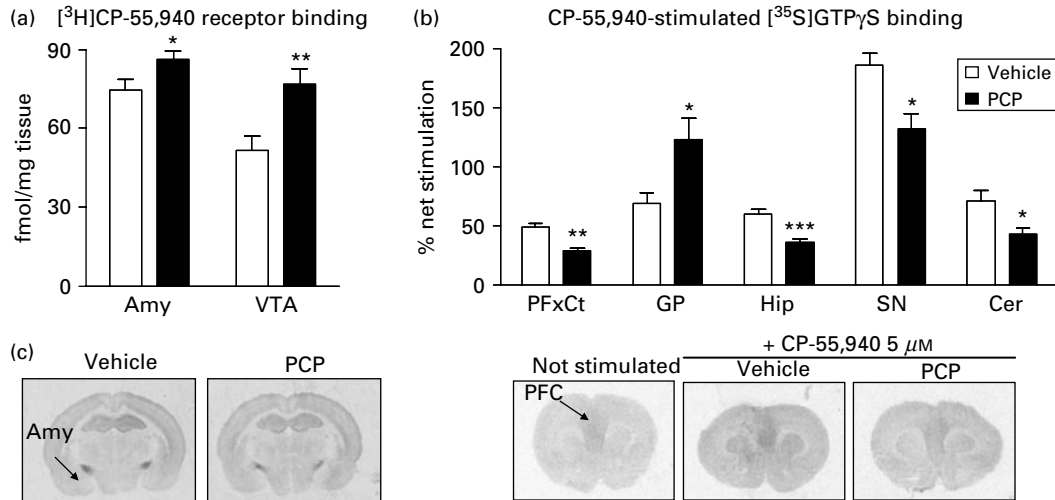 (a) [³H]CP-55,940 receptor binding
90
60
30
0
fmol/mg tissue
*
**
Amy VTA
(b) CP-55,940-stimulated [³⁵S]GTPγS binding
200
150
100
50
0
% net stimulation
Vehicle
PCP
**
*
***
*
*
PFxCt GP Hip SN Cer
(c) Vehicle PCP
Amy
+ CP-55,940 5 μM
Not stimulated Vehicle PCP
PFC